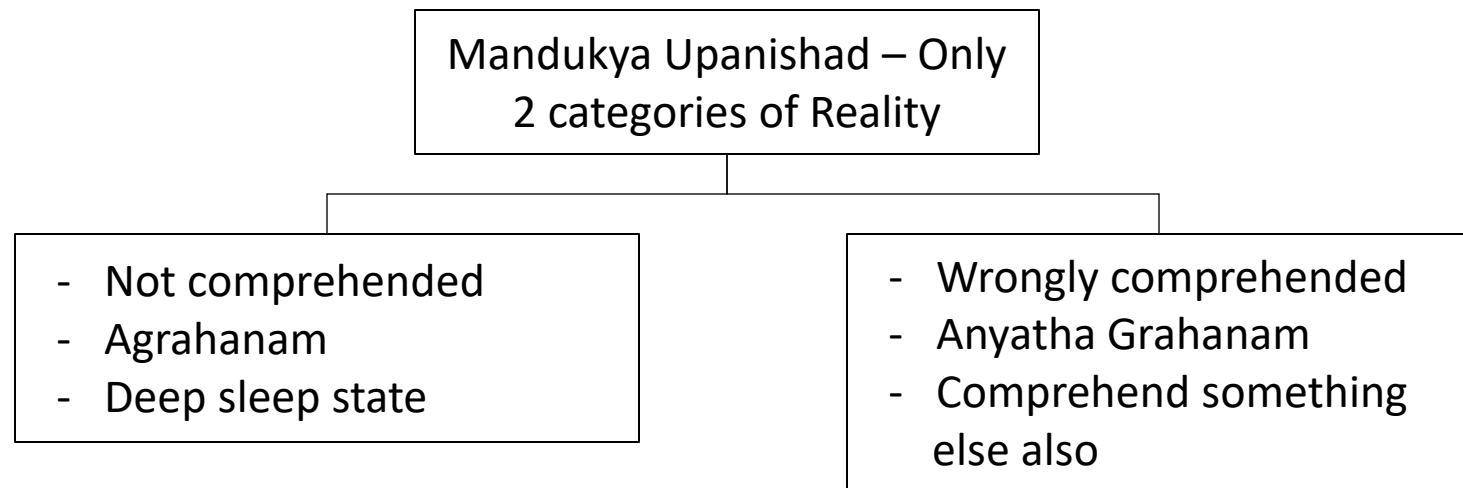 Mandukya Upanishad – Only
2 categories of Reality
- Not comprehended
- Agrahanam
- Deep sleep state
- Wrongly comprehended
- Anyatha Grahanam
- Comprehend something
else also